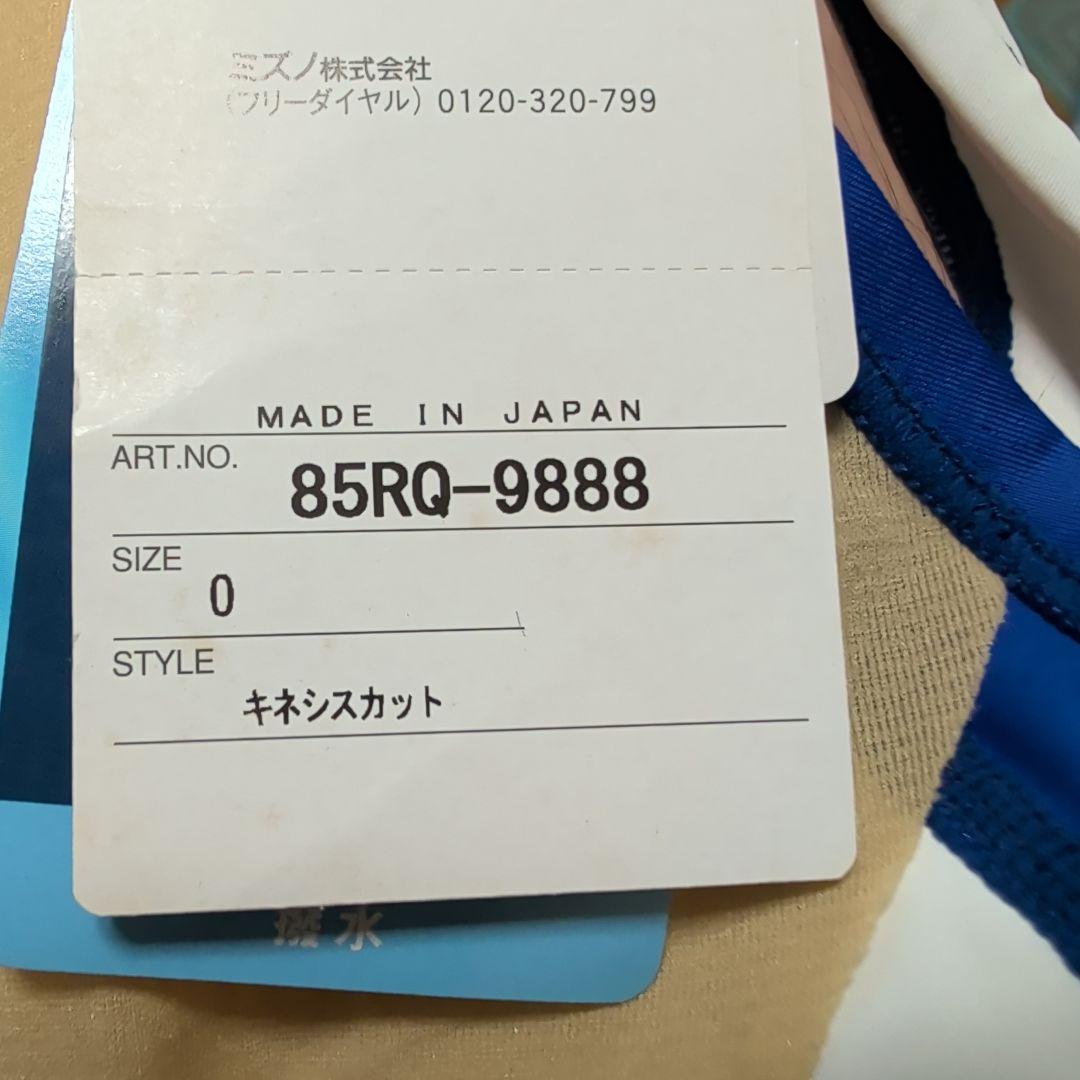 ミズノ株式会社
(フリーダイヤル) 0120-320-799
MADE IN JAPAN
ART.NO.
85RQ-9888
SIZE
0
STYLE
キネシスカット
撥水